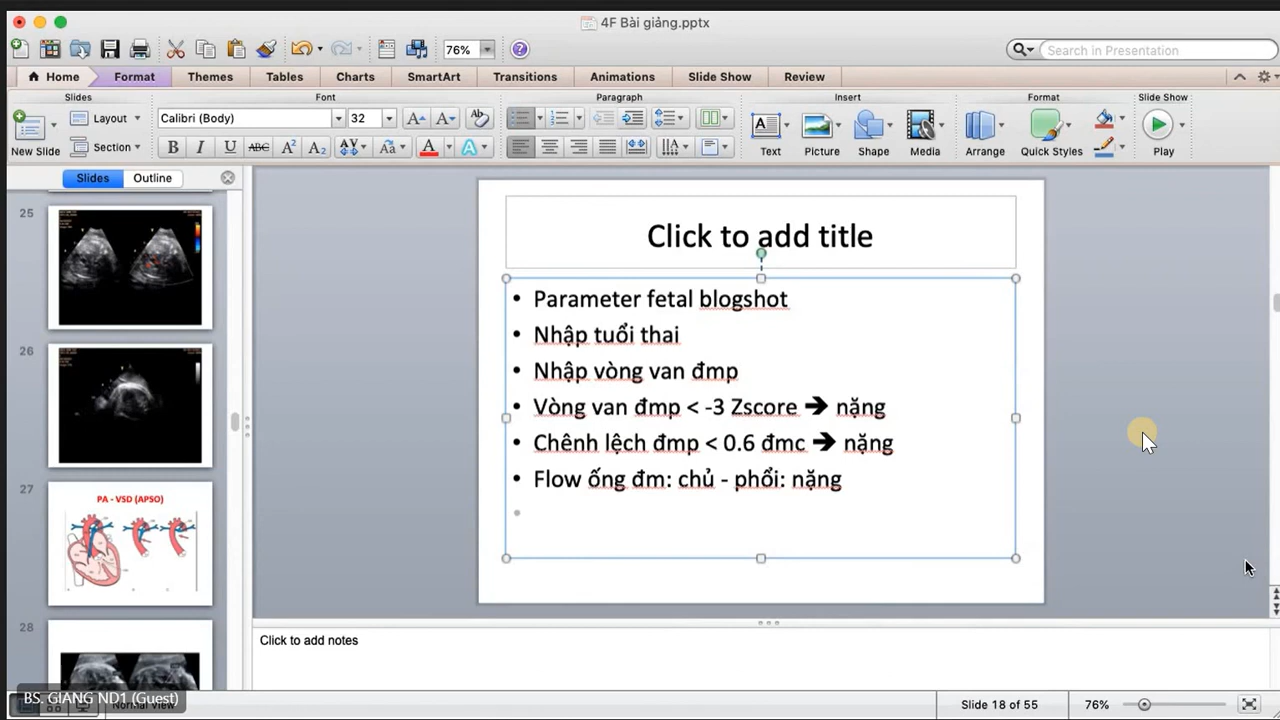 4F Bài giảng.pptx
76%
Search in Presentation
Home Format Themes Tables Charts SmartArt Transitions Animations Slide Show Review
Slides Font Paragraph Insert Format Slide Show
New Slide Layout Section Calibri (Body) 32 Text Picture Shape Media Arrange Quick Styles Play
B I U ABC A² A₂ Aa A A
Slides Outline
25
26
27
PA - VSD (APSO)
28
Click to add title
• Parameter fetal blogshot
• Nhập tuổi thai
• Nhập vòng van đmp
• Vòng van đmp < -3 Zscore ➔ nặng
• Chênh lệch đmp < 0.6 đmc ➔ nặng
• Flow ống đm: chủ - phổi: nặng
Click to add notes
BS. GIANG ND1 (Guest)
Normal View
Slide 18 of 55
76%